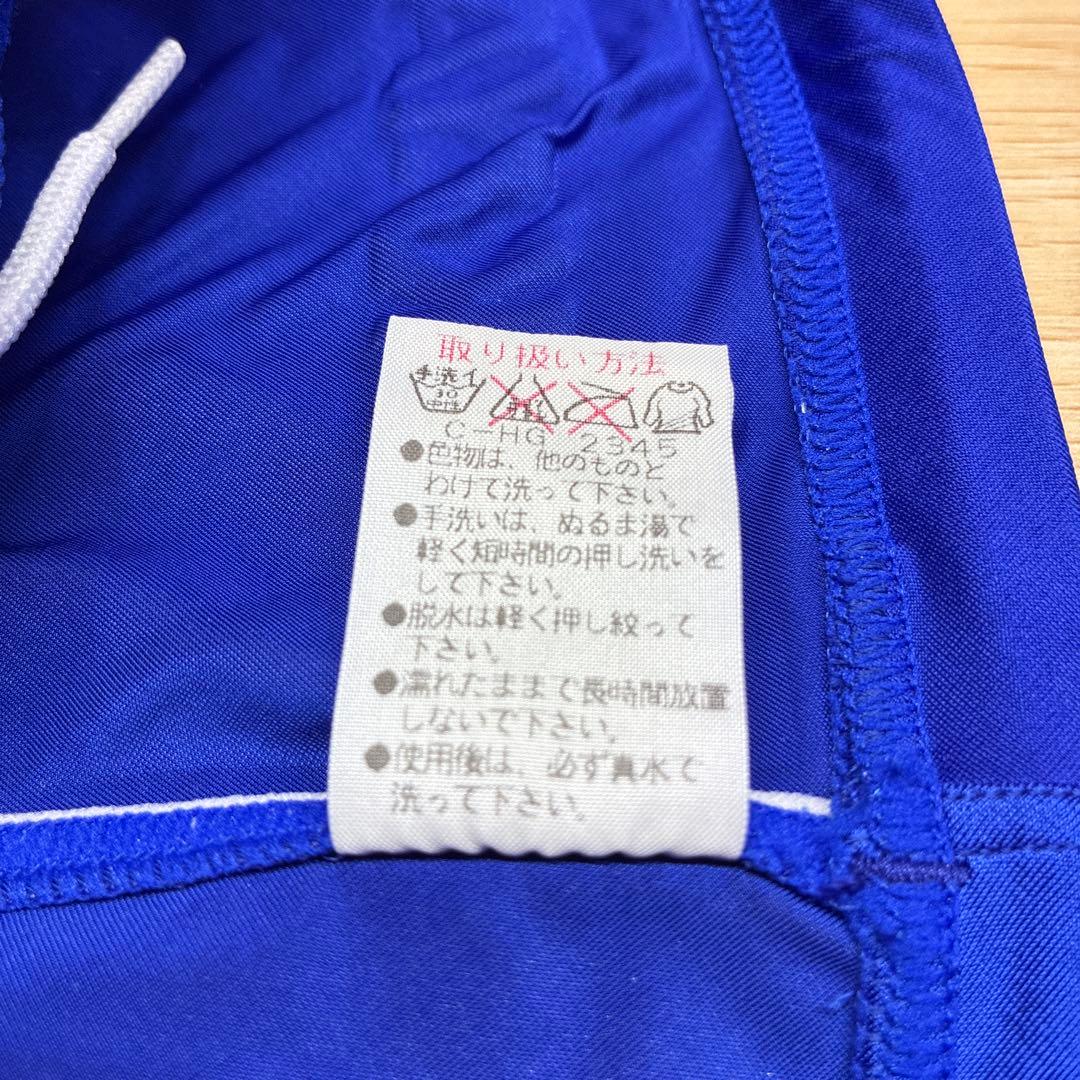 取り扱い方法
手洗イ
30
中性
C-HG 2345
●色物は、他のものと
わけて洗って下さい。
●手洗いは、ぬるま湯で
軽く短時間の押し洗いを
して下さい。
●脱水は軽く押し絞って
下さい。
●濡れたままで長時間放置
しないで下さい。
●使用後は、必ず真水で
洗って下さい。